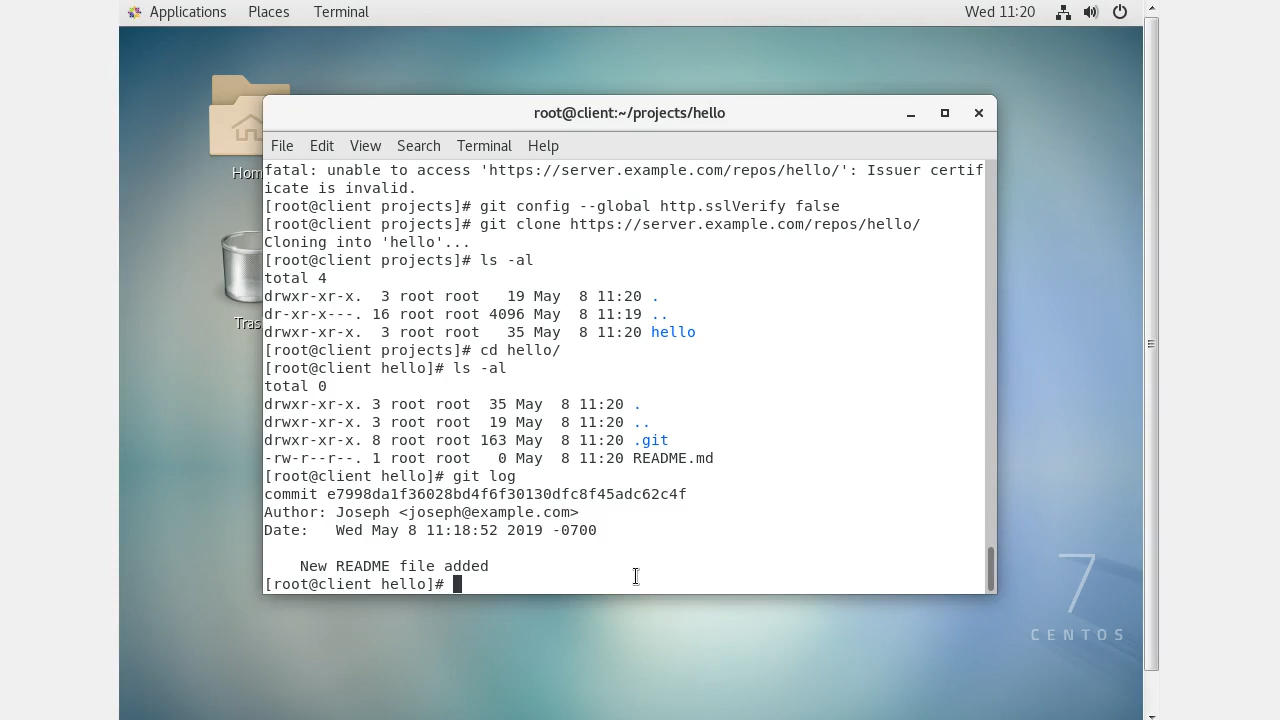 Applications Places Terminal Wed 11:20
root@client:~/projects/hello
File Edit View Search Terminal Help
fatal: unable to access 'https://server.example.com/repos/hello/': Issuer certif
icate is invalid.
[root@client projects]# git config --global http.sslVerify false
[root@client projects]# git clone https://server.example.com/repos/hello/
Cloning into 'hello'...
[root@client projects]# ls -al
total 4
drwxr-xr-x.  3 root root   19 May  8 11:20 .
dr-xr-x---. 16 root root 4096 May  8 11:19 ..
drwxr-xr-x.  3 root root   35 May  8 11:20 hello
[root@client projects]# cd hello/
[root@client hello]# ls -al
total 0
drwxr-xr-x. 3 root root  35 May  8 11:20 .
drwxr-xr-x. 3 root root  19 May  8 11:20 ..
drwxr-xr-x. 8 root root 163 May  8 11:20 .git
-rw-r--r--. 1 root root   0 May  8 11:20 README.md
[root@client hello]# git log
commit e7998da1f36028bd4f6f30130dfc8f45adc62c4f
Author: Joseph <joseph@example.com>
Date:   Wed May 8 11:18:52 2019 -0700
    New README file added
[root@client hello]#
Hom
Tras
7
CENTOS